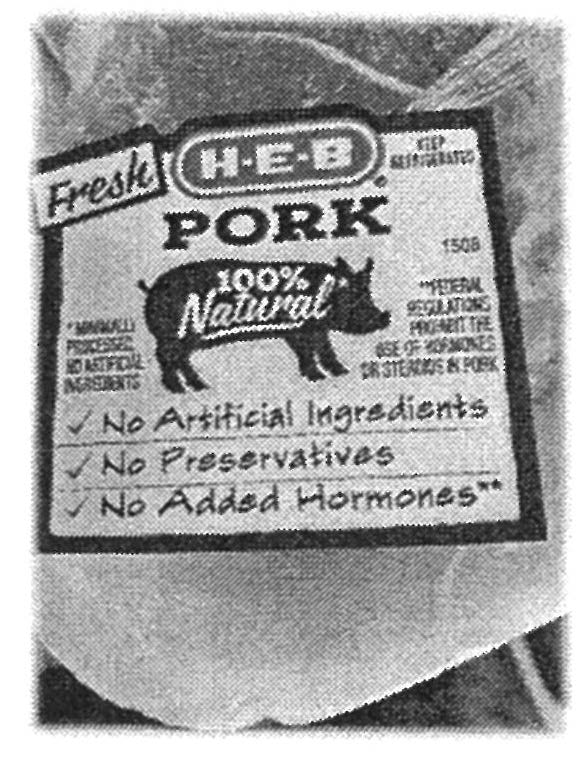 Fresh
H-E-B
KEEP
REFRIGERATED
PORK
1508
100%
Natural*
*MINIMALLY
PROCESSED,
NO ARTIFICIAL
INGREDIENTS
**FEDERAL
REGULATIONS
PROHIBIT THE
USE OF HORMONES
OR STEROIDS IN PORK
✓ No Artificial Ingredients
✓ No Preservatives
✓ No Added Hormones**